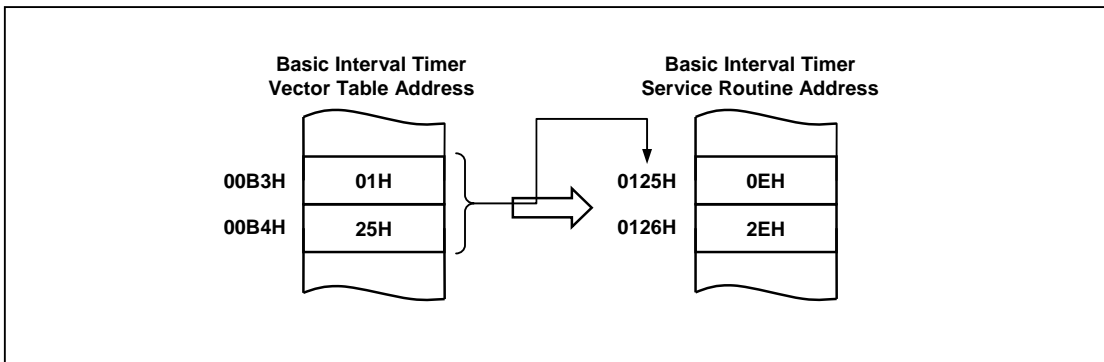 Basic Interval Timer
Vector Table Address
00B3H 01H
00B4H 25H
Basic Interval Timer
Service Routine Address
0125H 0EH
0126H 2EH